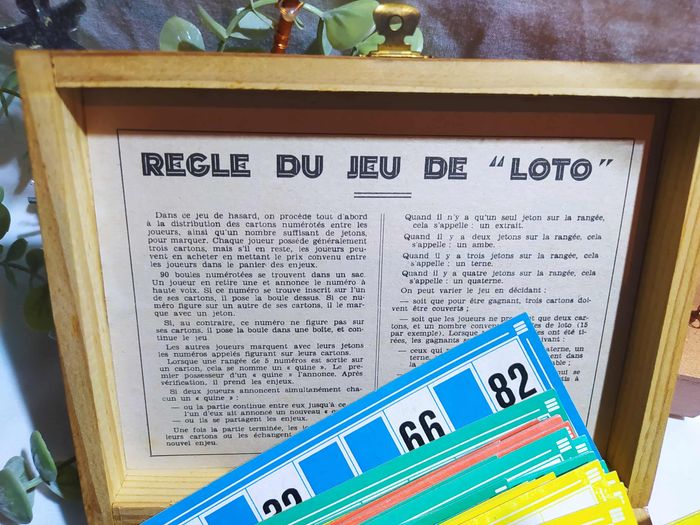 REGLE DU JEU DE "LOTO"
Dans ce jeu de hasard, on procède tout d'abord
à la distribution des cartons numérotés entre les
joueurs, ainsi qu'un nombre suffisant de jetons,
pour marquer. Chaque joueur possède généralement
trois cartons, mais s'il en reste, les joueurs peu-
vent en acheter en mettant le prix convenu entre
les joueurs dans le panier des enjeux.
90 boules numérotées se trouvent dans un sac.
Un joueur en retire une et annonce le numéro à
haute voix. Si ce numéro se trouve inscrit sur l'un
de ses cartons, il pose la boule dessus. Si ce nu-
méro figure sur un autre de ses cartons, il le mar-
que avec un jeton.
Si, au contraire, ce numéro ne figure pas sur
ses cartons, il pose la boule dans une boîte, et con-
tinue le jeu.
Les autres joueurs marquent avec leurs jetons
les numéros appelés figurant sur leurs cartons.
Lorsque une rangée de 5 numéros est sortie sur
un carton, cela se nomme un « quine ». Le pre-
mier possesseur d'un « quine » l'annonce. Après
vérification, il prend les enjeux.
Si deux joueurs annoncent simultanément cha-
cun un « quine » :
— ou la partie continue entre eux jusqu'à ce
l'un d'eux ait annoncé un nouveau
— ou ils se partagent les enjeux.
Une fois la partie terminée, les
leurs cartons ou les échangent
nouvel enjeu.
Quand il n'y a qu'un seul jeton sur la rangée,
cela s'appelle : un extrait.
Quand il y a deux jetons sur la rangée, cela
s'appelle : un ambe.
Quand il y a trois jetons sur la rangée, cela
s'appelle : un terne.
Quand il y a quatre jetons sur la rangée, cela
s'appelle : un quaterne.
On peut varier le jeu en décidant :
— soit que pour être gagnant, trois cartons doi-
vent être couverts ;
— soit que les joueurs ne que deux car-
tons, et un nombre de loto (15
par exemple). Lorsque ont été ti-
rées, les gagnants :
— ceux qui
terne, un
dans
82
66